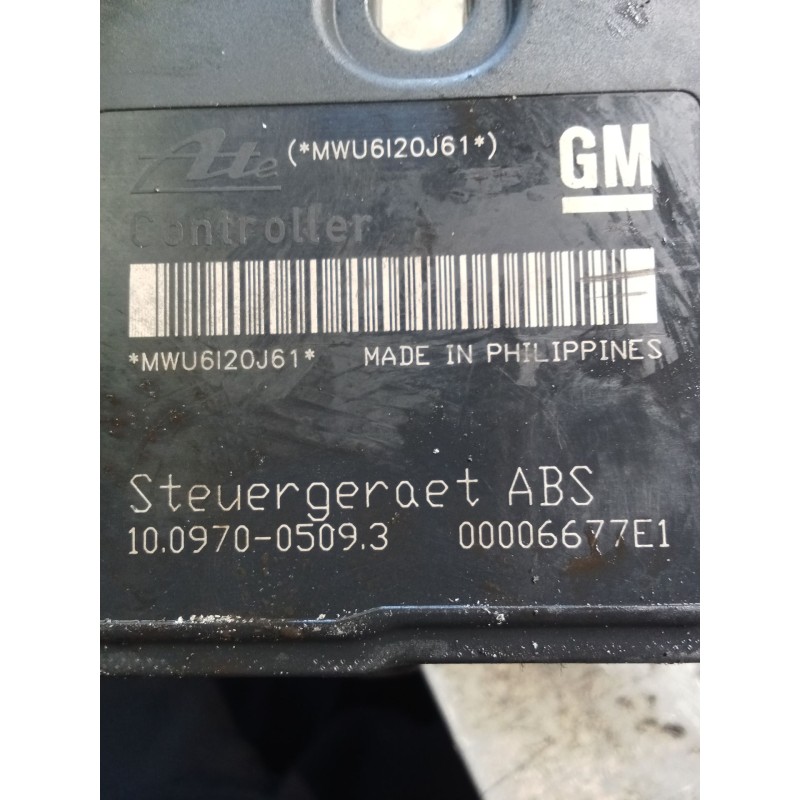 Ate (*MWU6I20J61*) GM
Controller
*MWU6I20J61* MADE IN PHILIPPINES
Steuergeraet ABS
10.0970-0509.3 00006677E1